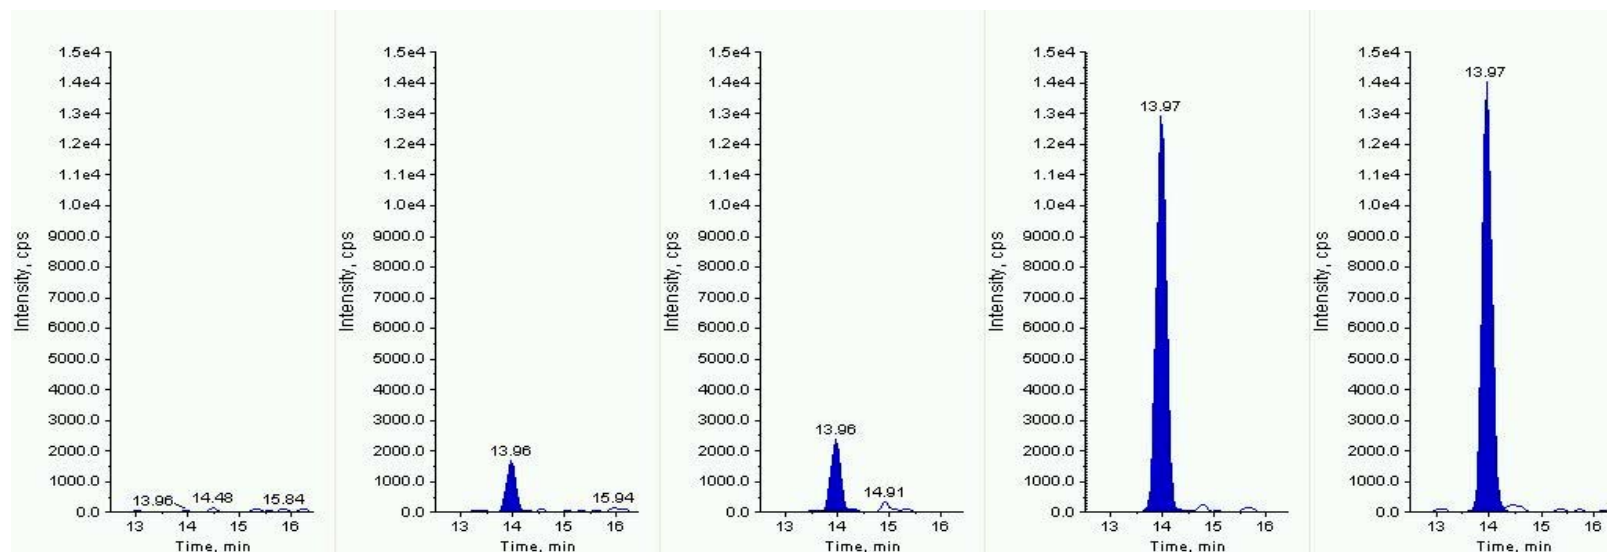 Intensity, cps
1.5e4
1.4e4
1.3e4
1.2e4
1.1e4
1.0e4
9000.0
8000.0
7000.0
6000.0
5000.0
4000.0
3000.0
2000.0
1000.0
0.0
13.96
14.48
15.84
13 14 15 16
Time, min
Intensity, cps
1.5e4
1.4e4
1.3e4
1.2e4
1.1e4
1.0e4
9000.0
8000.0
7000.0
6000.0
5000.0
4000.0
3000.0
2000.0
1000.0
0.0
13.96
15.94
13 14 15 16
Time, min
Intensity, cps
1.5e4
1.4e4
1.3e4
1.2e4
1.1e4
1.0e4
9000.0
8000.0
7000.0
6000.0
5000.0
4000.0
3000.0
2000.0
1000.0
0.0
13.96
14.91
13 14 15 16
Time, min
Intensity, cps
1.5e4
1.4e4
1.3e4
1.2e4
1.1e4
1.0e4
9000.0
8000.0
7000.0
6000.0
5000.0
4000.0
3000.0
2000.0
1000.0
0.0
13.97
13 14 15 16
Time, min
Intensity, cps
1.5e4
1.4e4
1.3e4
1.2e4
1.1e4
1.0e4
9000.0
8000.0
7000.0
6000.0
5000.0
4000.0
3000.0
2000.0
1000.0
0.0
13.97
13 14 15 16
Time, min